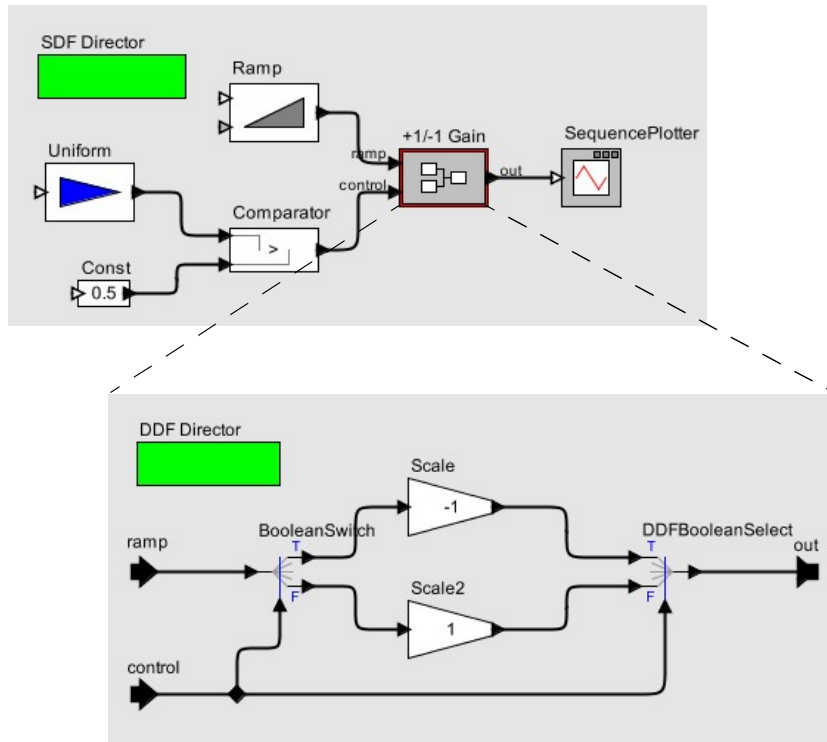 SDF Director
Ramp
+1/-1 Gain
SequencePlotter
ramp
out
Uniform
control
Comparator
>
Const
0.5
DDF Director
Scale
-1
BooleanSwitch
DDFBooleanSelect
ramp
T
T
out
F
F
Scale2
1
control